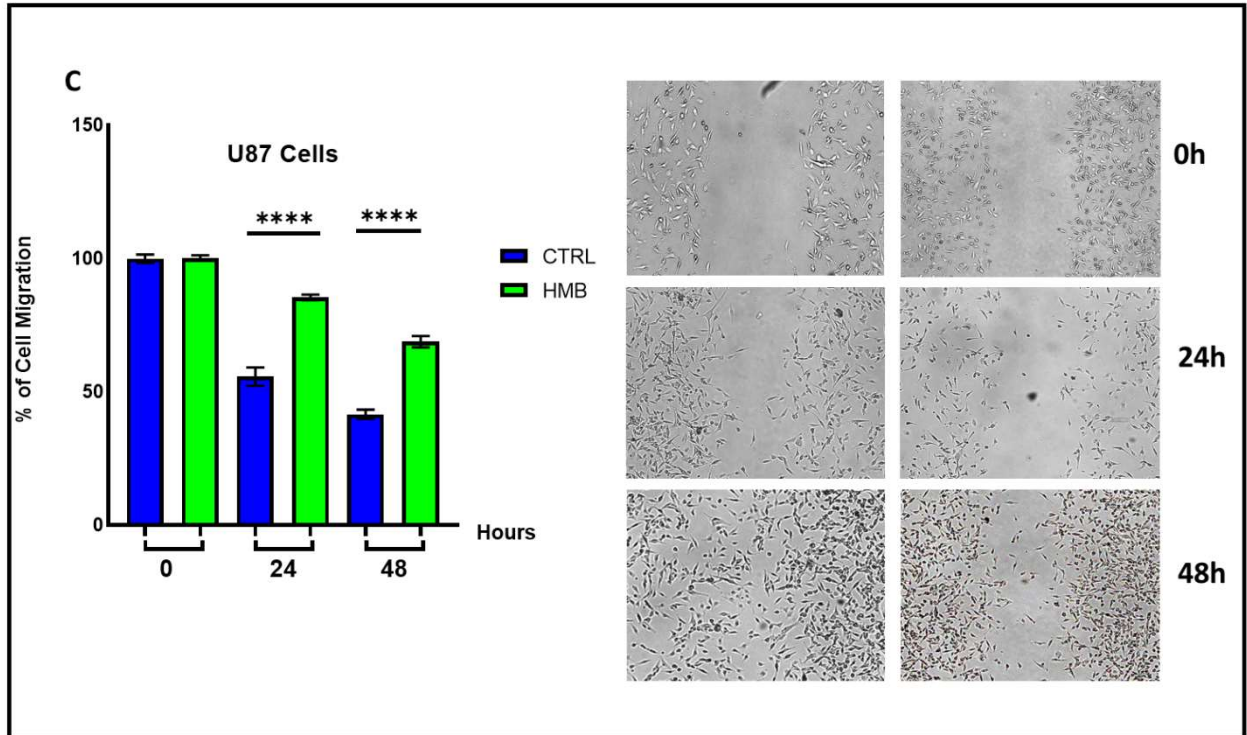 C
150
U87 Cells
****
****
100
50
0
% of Cell Migration
CTRL
HMB
Hours
0
24
48
0h
24h
48h